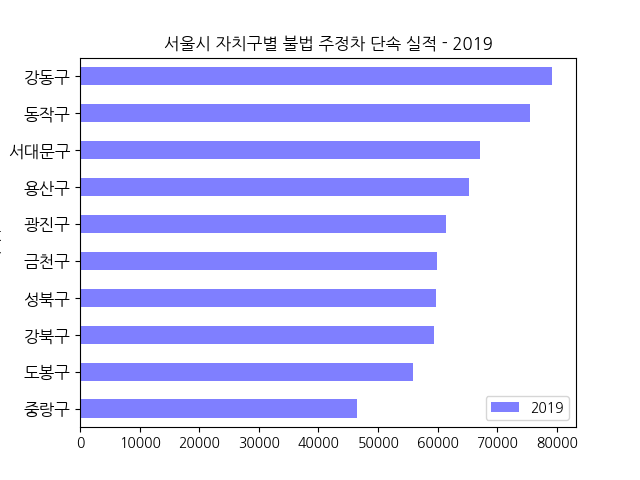 서울시 자치구별 불법 주정차 단속 실적 - 2019
강동구
동작구
서대문구
용산구
광진구
금천구
성북구
강북구
도봉구
중랑구
2019
0 10000 20000 30000 40000 50000 60000 70000 80000